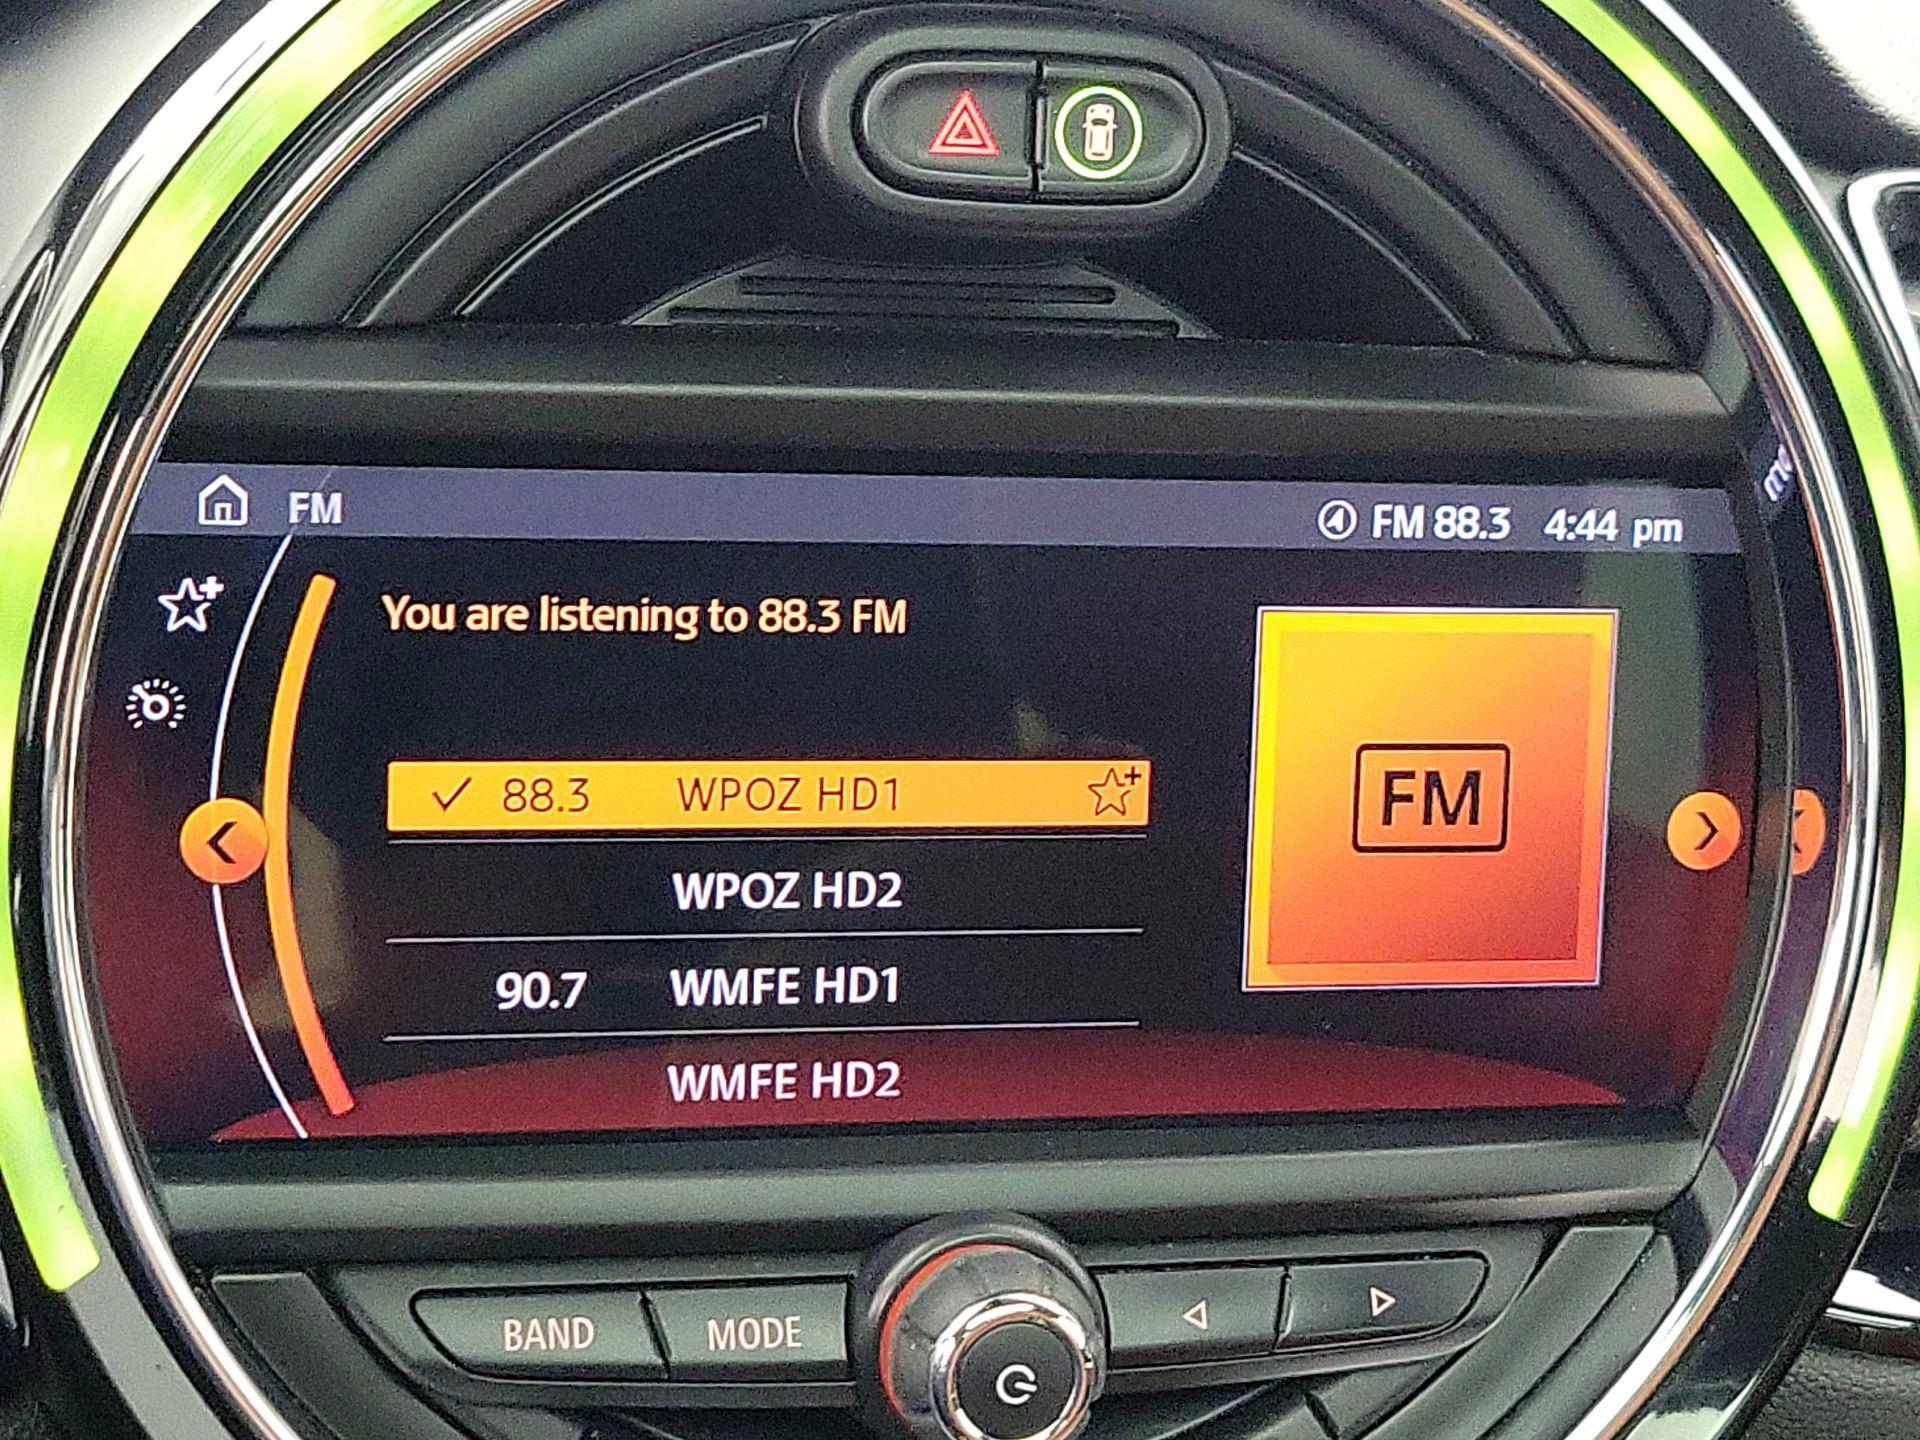 FM
FM 88.3 4:44 pm
You are listening to 88.3 FM
88.3 WPOZ HD1
WPOZ HD2
90.7 WMFE HD1
WMFE HD2
FM
BAND
MODE